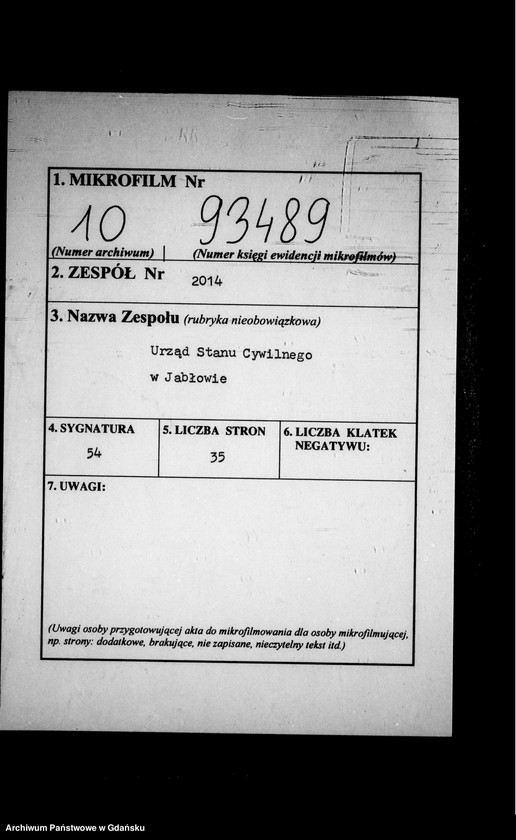 1. MIKROFILM Nr
10 93489
(Numer archiwum) (Numer księgi ewidencji mikrofilmów)
2. ZESPÓŁ Nr 2014
3. Nazwa Zespołu (rubryka nieobowiązkowa)
Urząd Stanu Cywilnego
w Jabłowie
4. SYGNATURA 5. LICZBA STRON 6. LICZBA KLATEK
NEGATYWU:
54 35
7. UWAGI:
(Uwagi osoby przygotowującej akta do mikrofilmowania dla osoby mikrofilmującej,
np. strony: dodatkowe, brakujące, nie zapisane, nieczytelny tekst itd.)
Archiwum Państwowe w Gdańsku